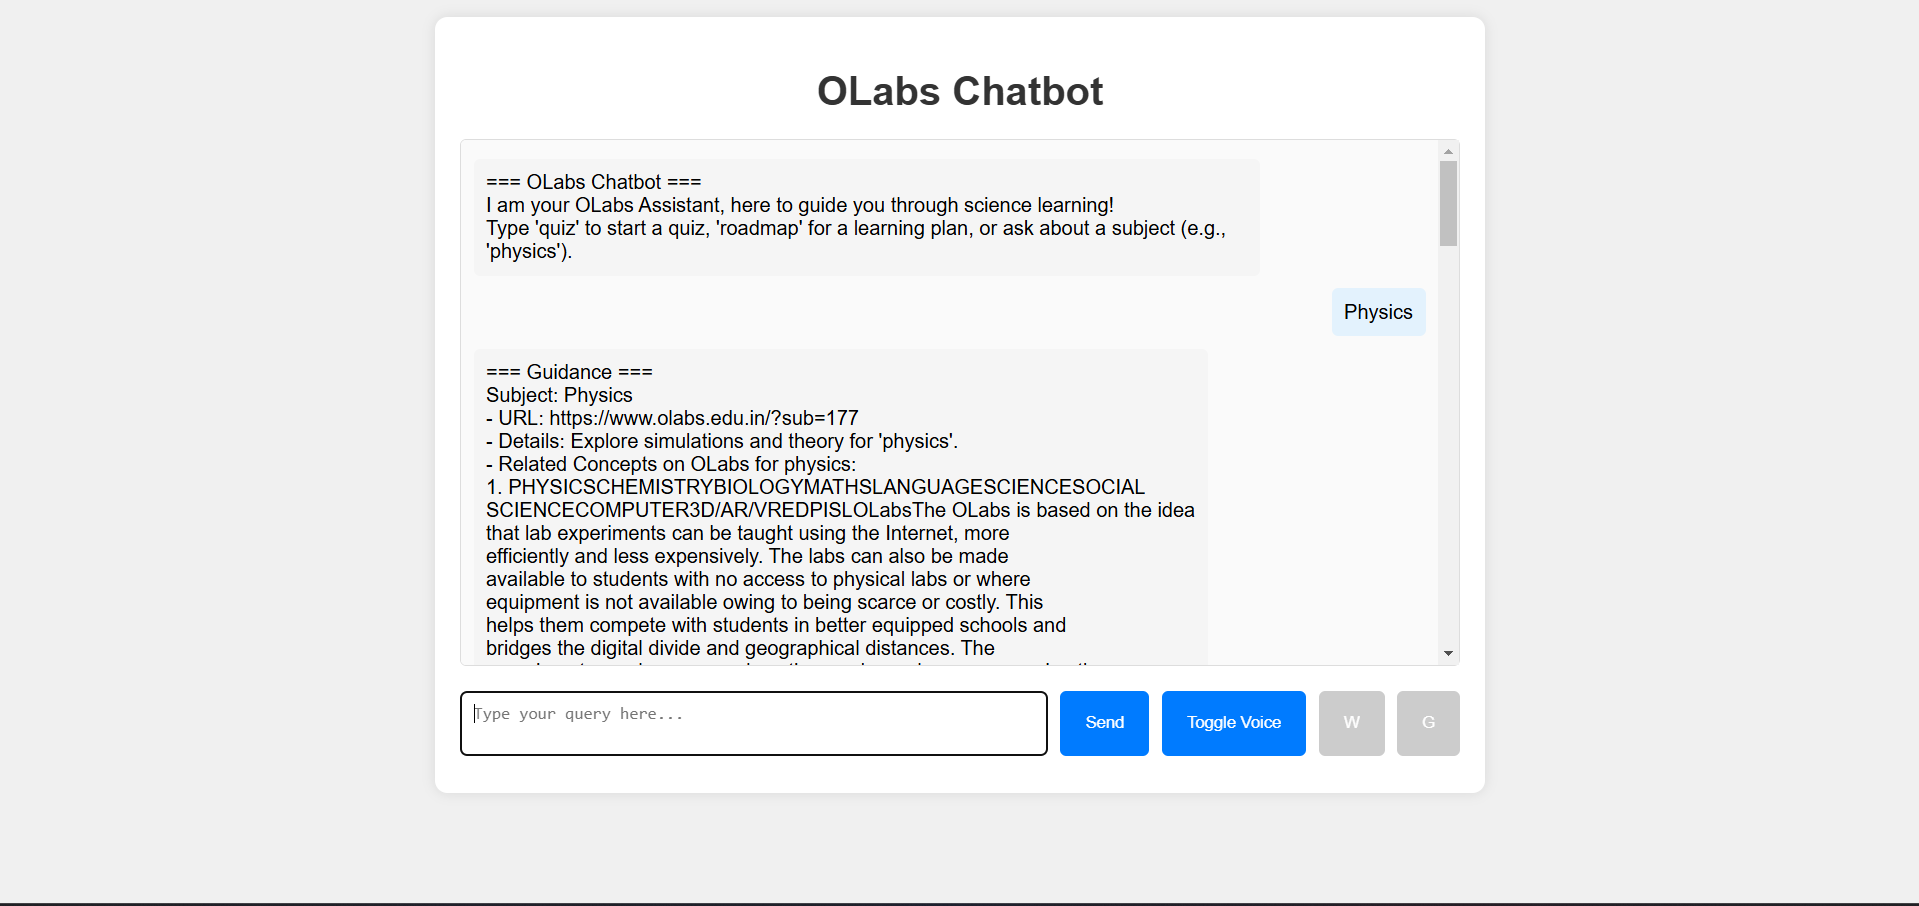 OLabs Chatbot
=== OLabs Chatbot ===
I am your OLabs Assistant, here to guide you through science learning!
Type 'quiz' to start a quiz, 'roadmap' for a learning plan, or ask about a subject (e.g.,
'physics').
Physics
=== Guidance ===
Subject: Physics
- URL: https://www.olabs.edu.in/?sub=177
- Details: Explore simulations and theory for 'physics'.
- Related Concepts on OLabs for physics:
1. PHYSICSCHEMISTRYBIOLOGYMATHSLANGUAGESCIENCESOCIAL
SCIENCECOMPUTER3D/AR/VREDPISLOLabsThe OLabs is based on the idea
that lab experiments can be taught using the Internet, more
efficiently and less expensively. The labs can also be made
available to students with no access to physical labs or where
equipment is not available owing to being scarce or costly. This
helps them compete with students in better equipped schools and
bridges the digital divide and geographical distances. The
Type your query here...
Send
Toggle Voice
W
G